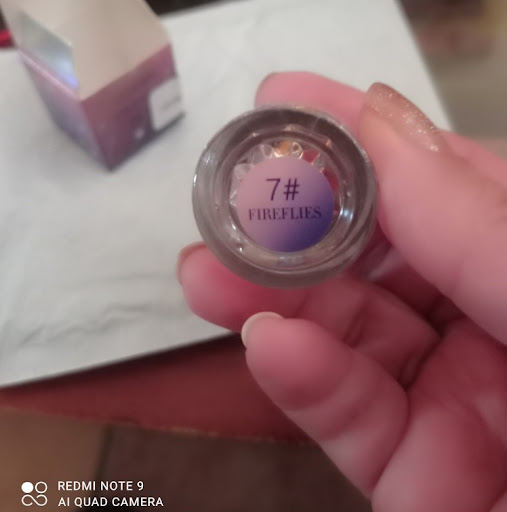 7#
FIREFLIES
REDMI NOTE 9
AI QUAD CAMERA